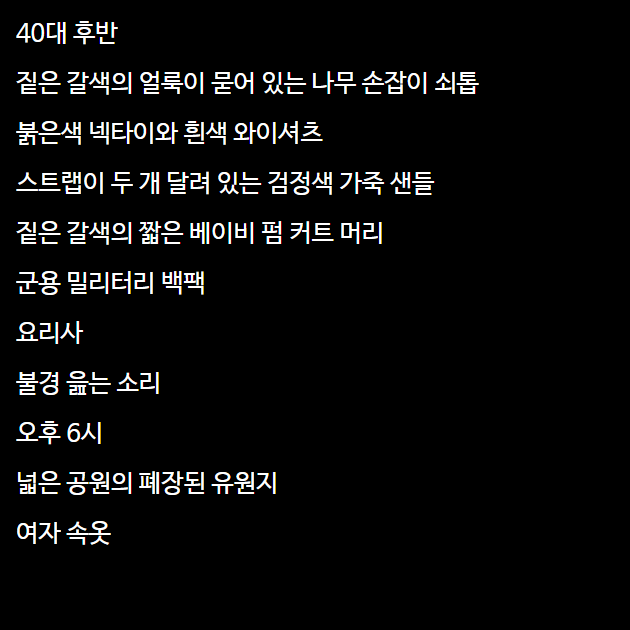 40대 후반
짙은 갈색의 얼룩이 묻어 있는 나무 손잡이 쇠톱
붉은색 넥타이와 흰색 와이셔츠
스트랩이 두 개 달려 있는 검정색 가죽 샌들
짙은 갈색의 짧은 베이비 펌 커트 머리
군용 밀리터리 백팩
요리사
불경 읊는 소리
오후 6시
넓은 공원의 폐장된 유원지
여자 속옷